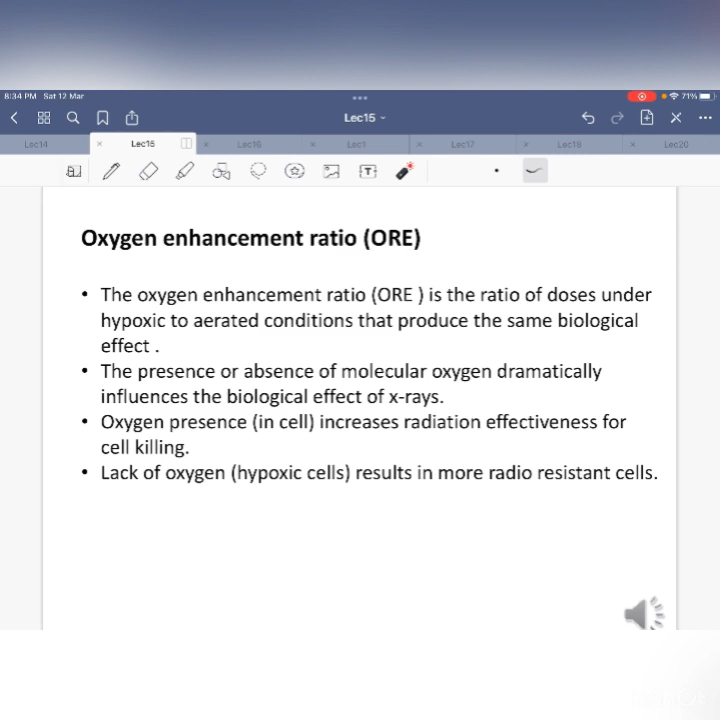 8:34 PM Sat 12 Mar
71%
Lec15
Lec14
Lec15
Lec16
Lec1
Lec17
Lec18
Lec20
T
Oxygen enhancement ratio (ORE)
• The oxygen enhancement ratio (ORE ) is the ratio of doses under
hypoxic to aerated conditions that produce the same biological
effect .
• The presence or absence of molecular oxygen dramatically
influences the biological effect of x-rays.
• Oxygen presence (in cell) increases radiation effectiveness for
cell killing.
• Lack of oxygen (hypoxic cells) results in more radio resistant cells.